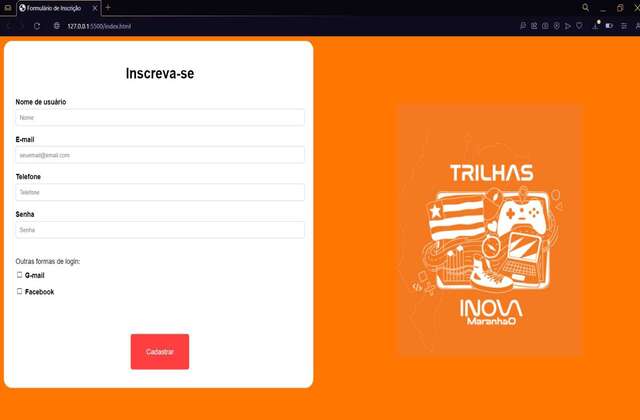 Formulário de Inscrição
127.0.0.1:5500/index.html
Inscreva-se
Nome de usuário
Nome
E-mail
seuemail@email.com
Telefone
Telefone
Senha
Senha
Outras formas de login:
G-mail
Facebook
Cadastrar
TRILHAS
INOVA
MaranhaO